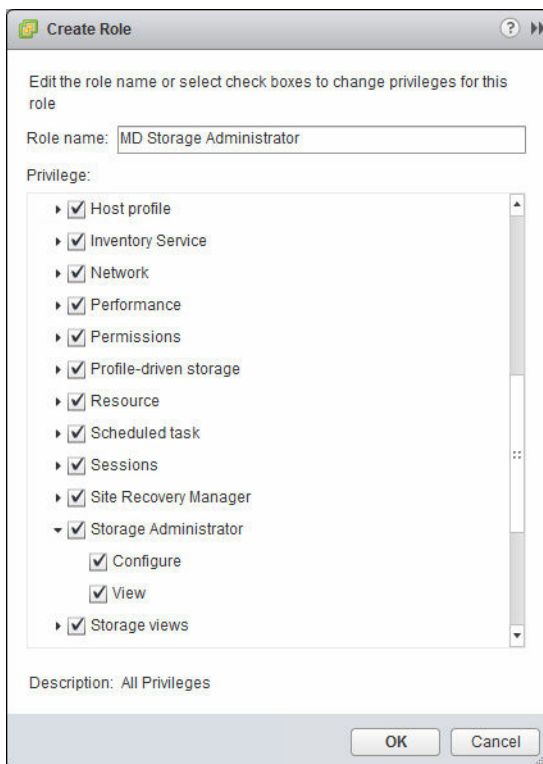 Create Role
?
Edit the role name or select check boxes to change privileges for this
role
Role name: MD Storage Administrator
Privilege:
Host profile
Inventory Service
Network
Performance
Permissions
Profile-driven storage
Resource
Scheduled task
Sessions
Site Recovery Manager
Storage Administrator
Configure
View
Storage views
Description: All Privileges
OK Cancel